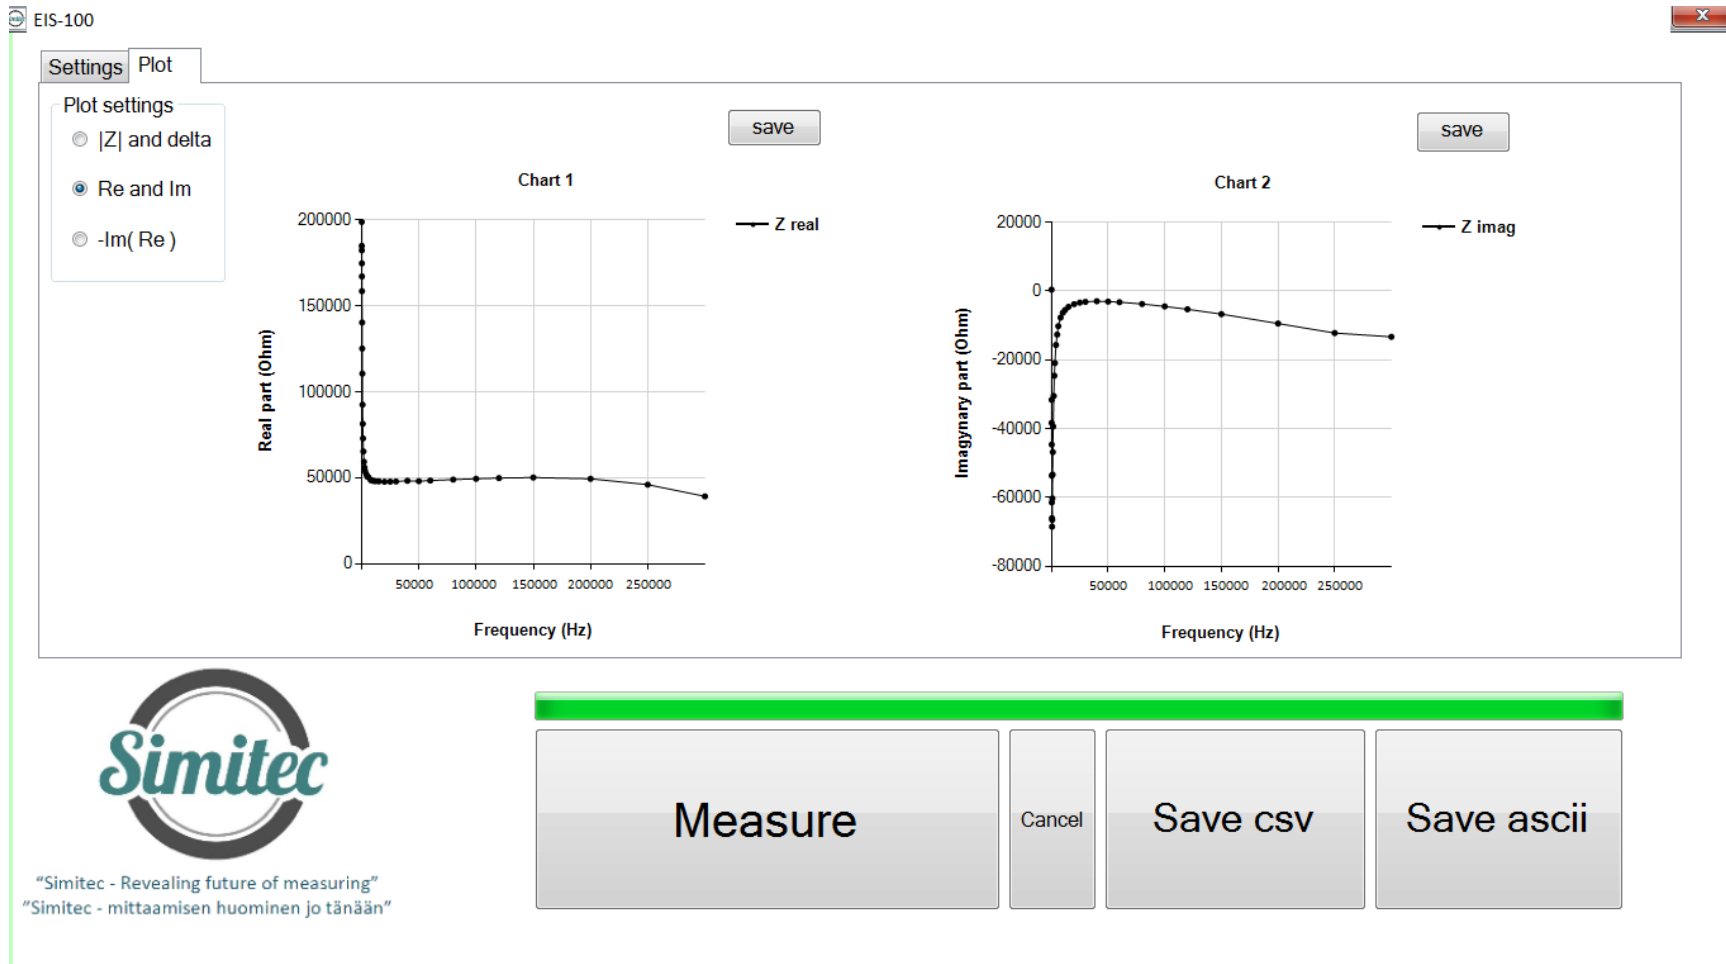 EIS-100
Settings Plot
Plot settings
|Z| and delta
Re and Im
-Im( Re )
save
Chart 1
Z real
200000
150000
100000
50000
0
Real part (Ohm)
50000 100000 150000 200000 250000
Frequency (Hz)
save
Chart 2
Z imag
20000
0
-20000
-40000
-60000
-80000
Imagynary part (Ohm)
50000 100000 150000 200000 250000
Frequency (Hz)
Simitec
"Simitec - Revealing future of measuring"
"Simitec - mittaamisen huominen jo tänään"
Measure
Cancel
Save csv
Save ascii